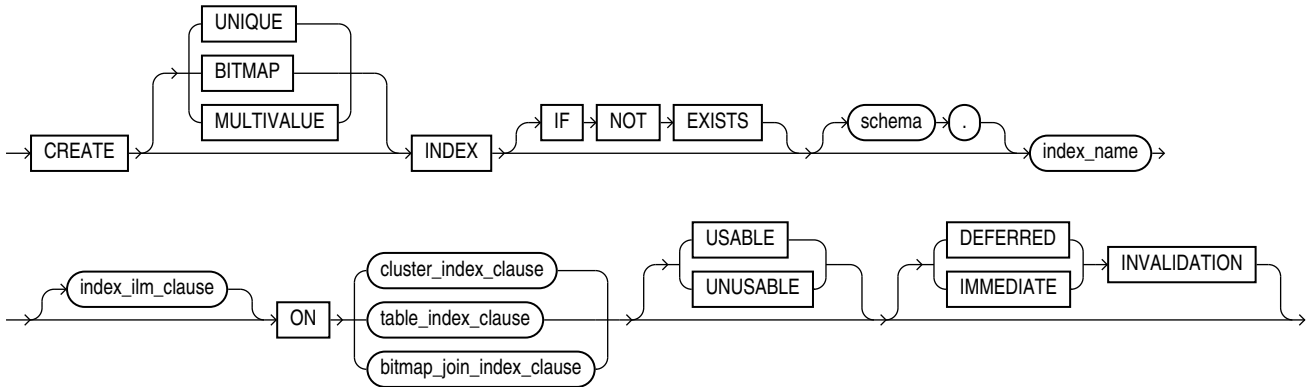 UNIQUE
BITMAP
MULTIVALUE
CREATE INDEX IF NOT EXISTS schema . index_name
index_ilm_clause ON
cluster_index_clause
table_index_clause
bitmap_join_index_clause
USABLE
UNUSABLE
DEFERRED
IMMEDIATE
INVALIDATION